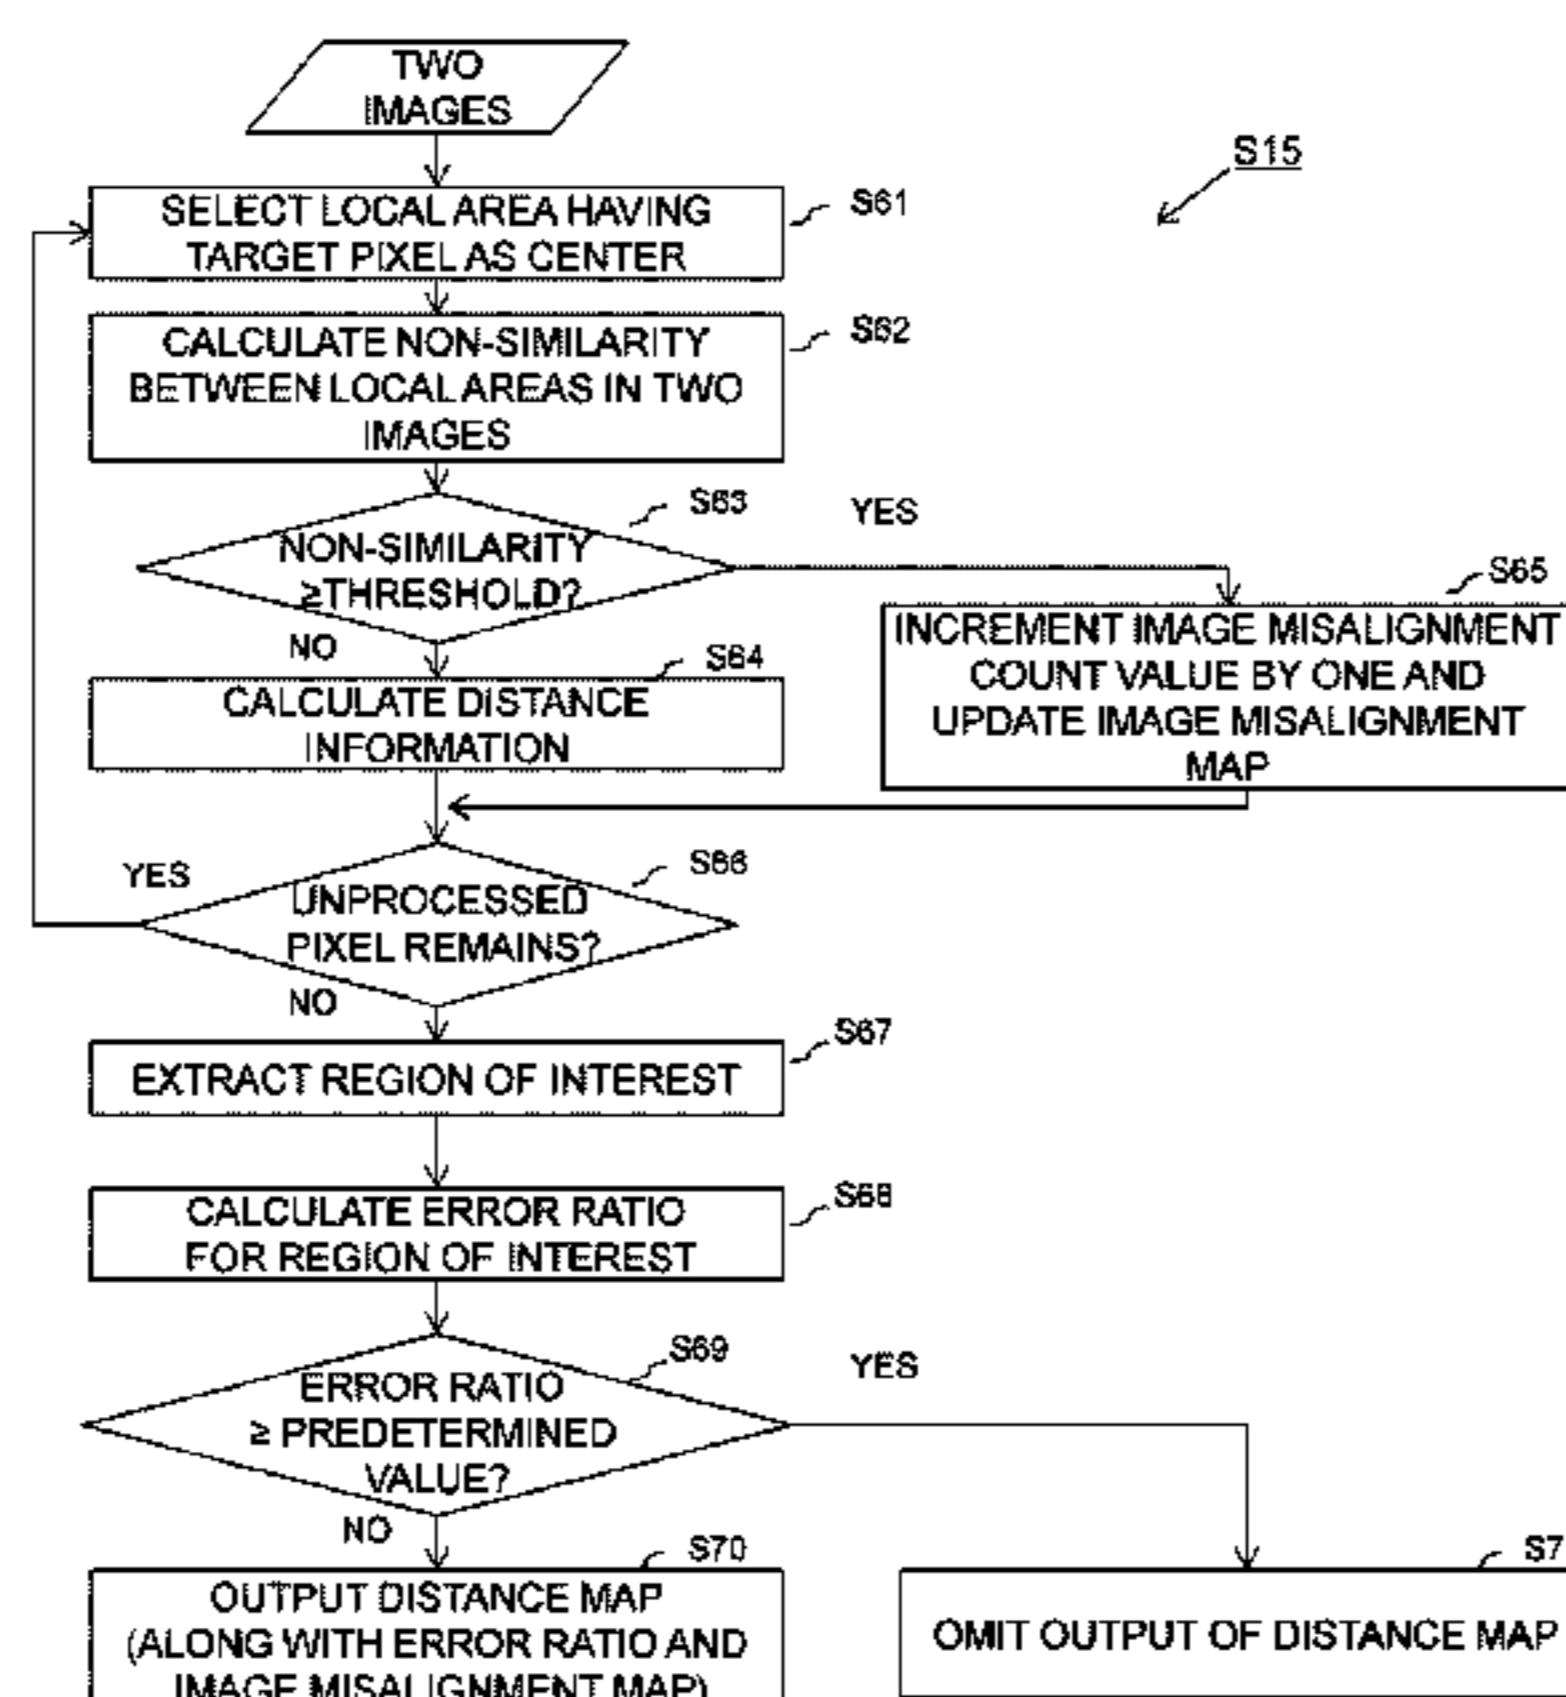 TWO
IMAGES
S15
SELECT LOCAL AREA HAVING
TARGET PIXEL AS CENTER
S61
CALCULATE NON-SIMILARITY
BETWEEN LOCAL AREAS IN TWO
IMAGES
S62
NON-SIMILARITY
≥THRESHOLD?
S63
YES
NO
S65
INCREMENT IMAGE MISALIGNMENT
COUNT VALUE BY ONE AND
UPDATE IMAGE MISALIGNMENT
MAP
S64
CALCULATE DISTANCE
INFORMATION
YES
S66
UNPROCESSED
PIXEL REMAINS?
NO
S67
EXTRACT REGION OF INTEREST
S68
CALCULATE ERROR RATIO
FOR REGION OF INTEREST
S69
YES
ERROR RATIO
≥ PREDETERMINED
VALUE?
NO
S70
OUTPUT DISTANCE MAP
(ALONG WITH ERROR RATIO AND
IMAGE MISALIGNMENT MAP)
S7
OMIT OUTPUT OF DISTANCE MAP